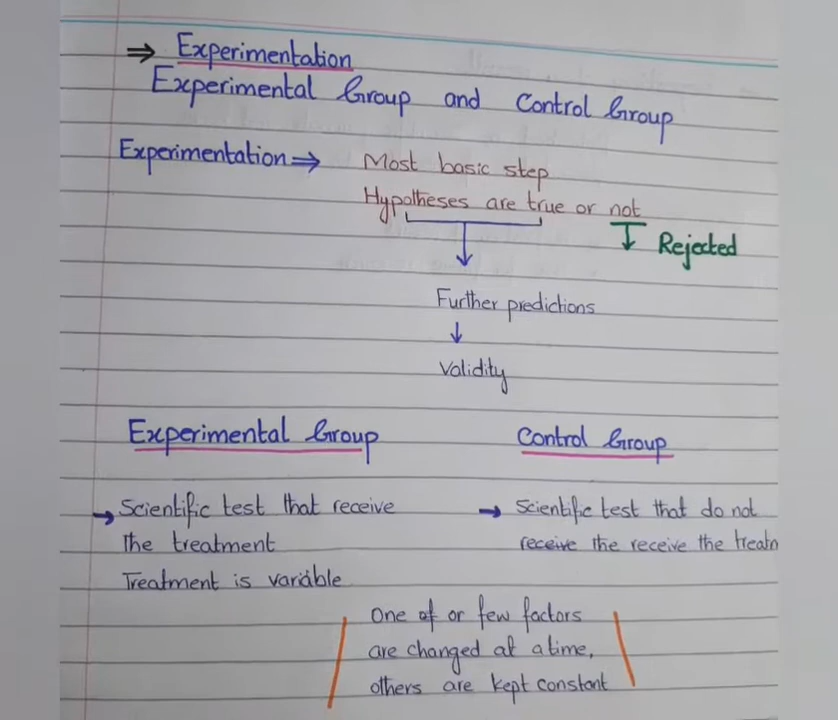 ⇒ Experimentation
Experimental Group and Control Group
Experimentation ⇒ Most basic step
Hypotheses are true or not
↓ Rejected
↓
Further predictions
↓
Validity
Experimental Group
→ Scientific test that receive
the treatment
Treatment is variable
Control Group
→ Scientific test that do not
receive the receive the treatm
One of or few factors
are changed at a time,
others are kept constant